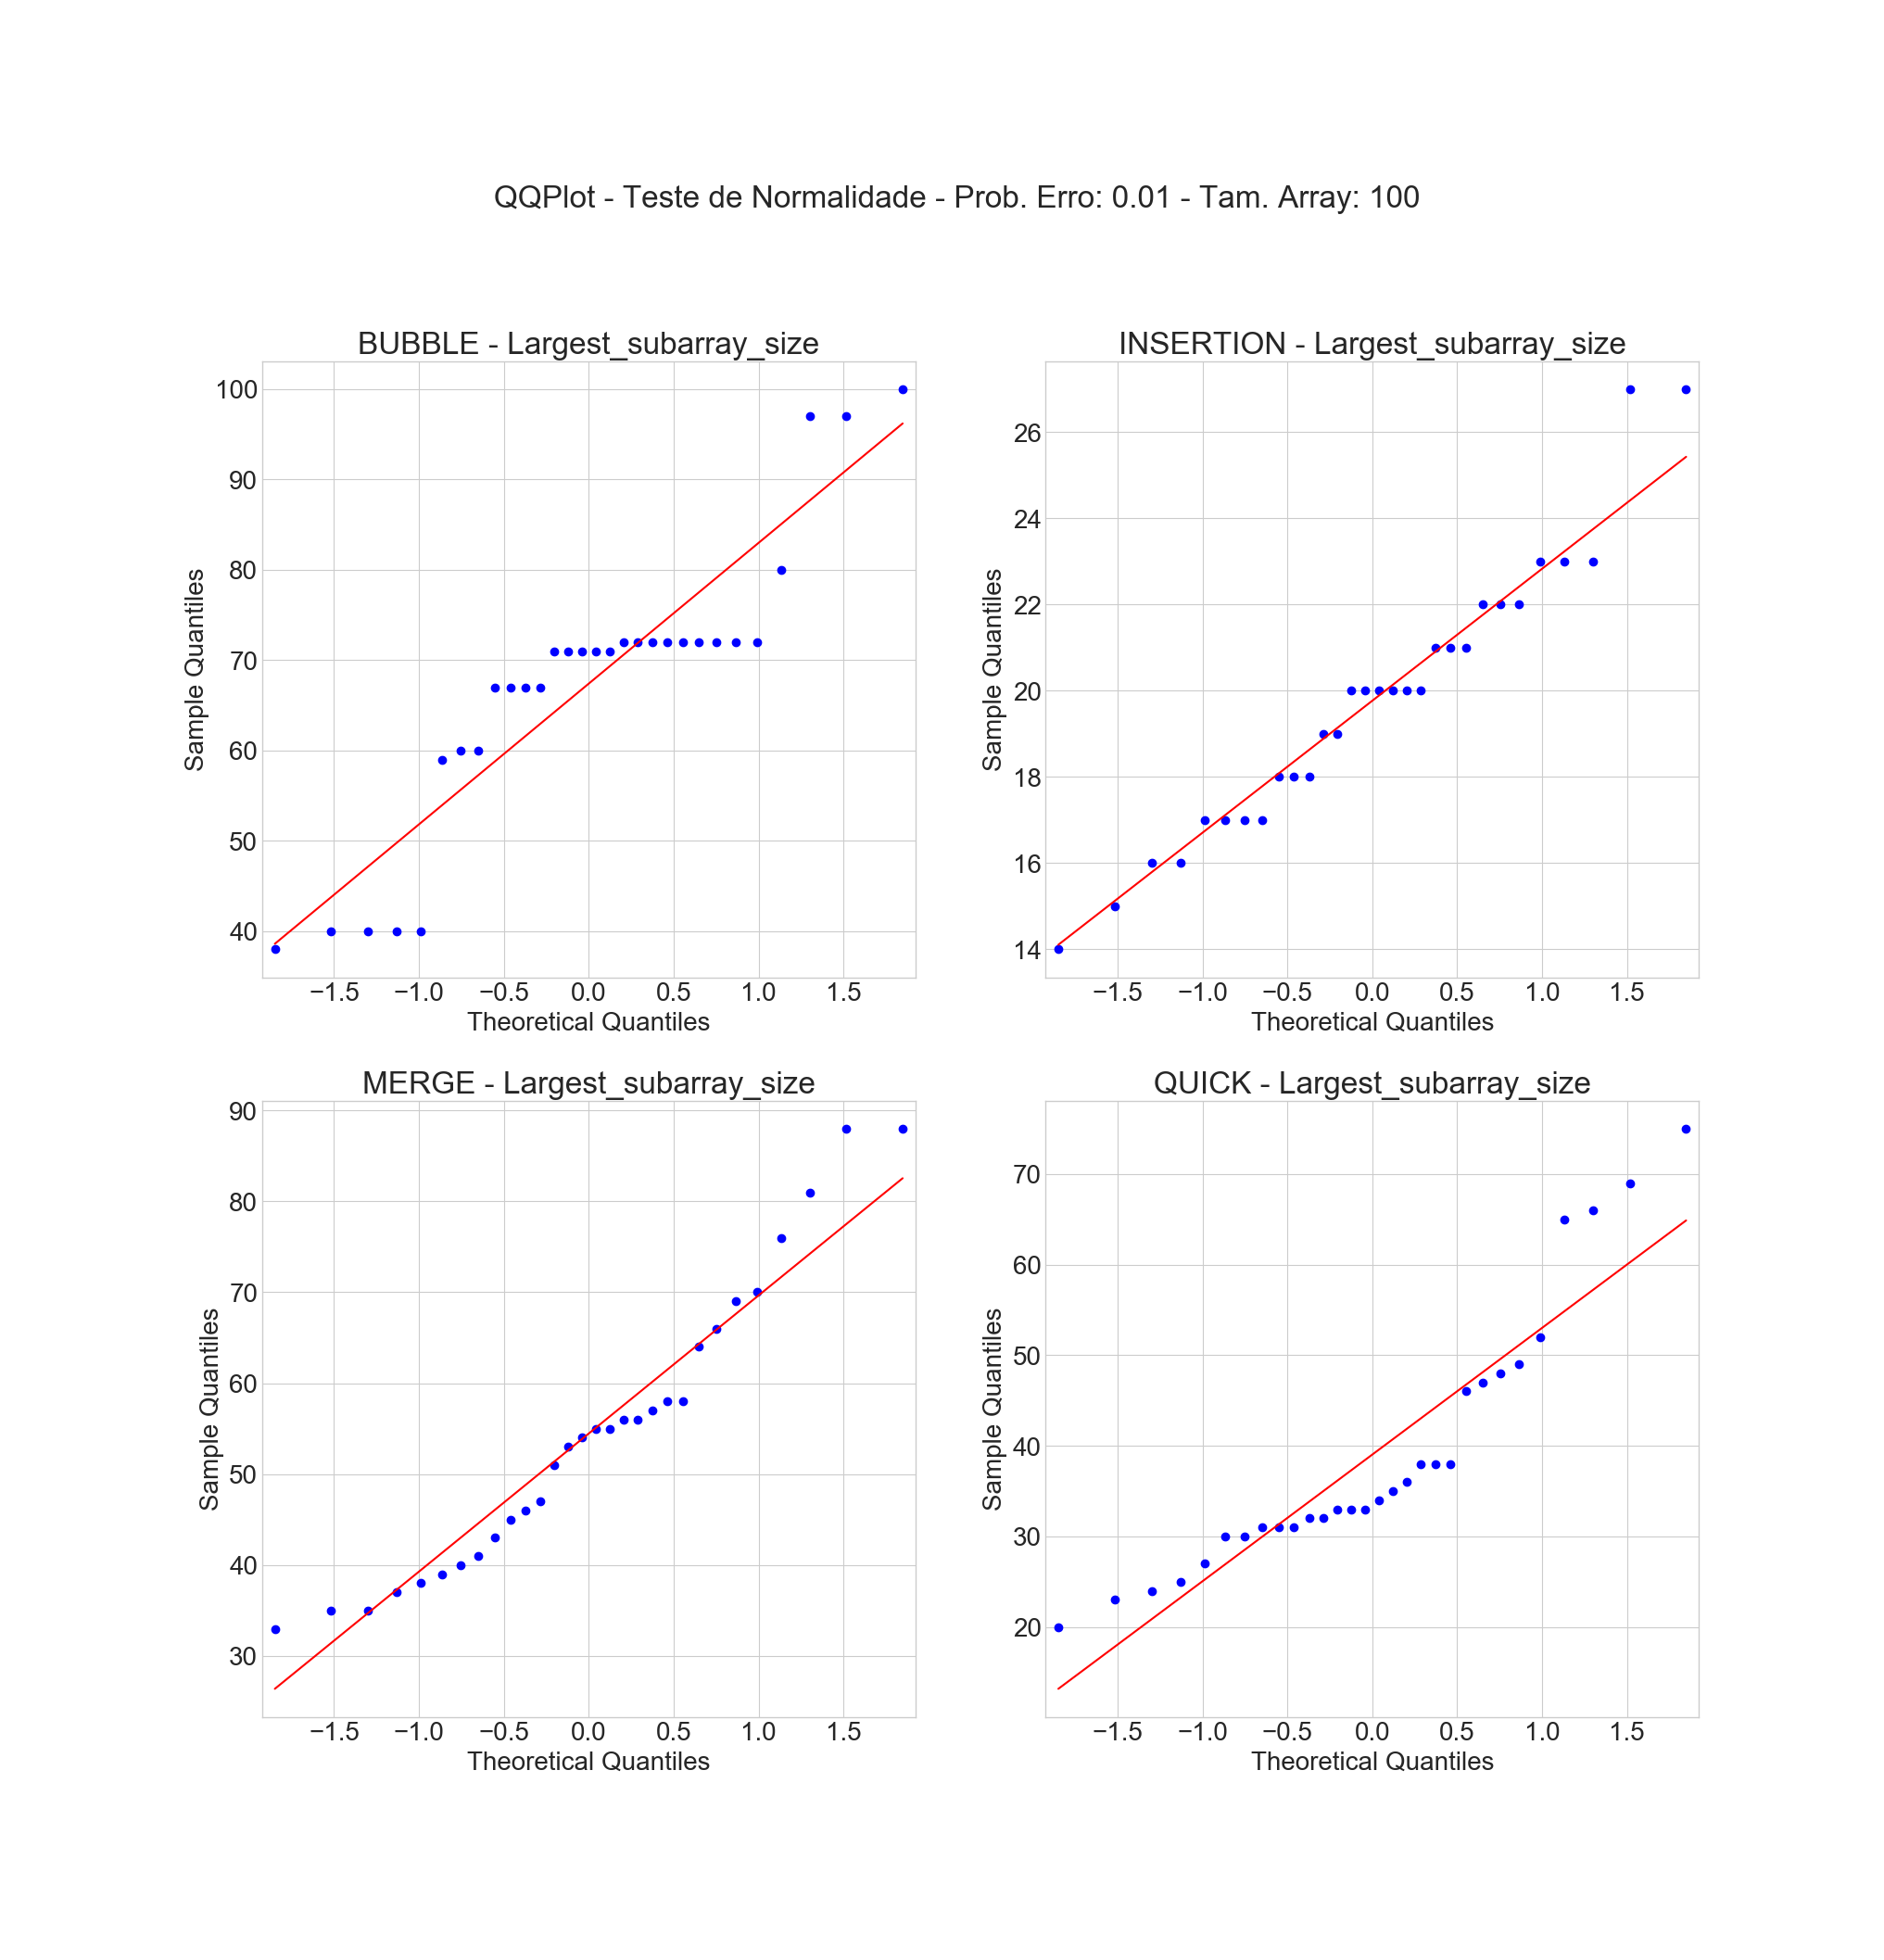 QQPlot - Teste de Normalidade - Prob. Erro: 0.01 - Tam. Array: 100
BUBBLE - Largest_subarray_size
100
90
80
70
60
50
40
Sample Quantiles
−1.5 −1.0 −0.5 0.0 0.5 1.0 1.5
Theoretical Quantiles
INSERTION - Largest_subarray_size
26
24
22
20
18
16
14
Sample Quantiles
−1.5 −1.0 −0.5 0.0 0.5 1.0 1.5
Theoretical Quantiles
MERGE - Largest_subarray_size
90
80
70
60
50
40
30
Sample Quantiles
−1.5 −1.0 −0.5 0.0 0.5 1.0 1.5
Theoretical Quantiles
QUICK - Largest_subarray_size
70
60
50
40
30
20
Sample Quantiles
−1.5 −1.0 −0.5 0.0 0.5 1.0 1.5
Theoretical Quantiles